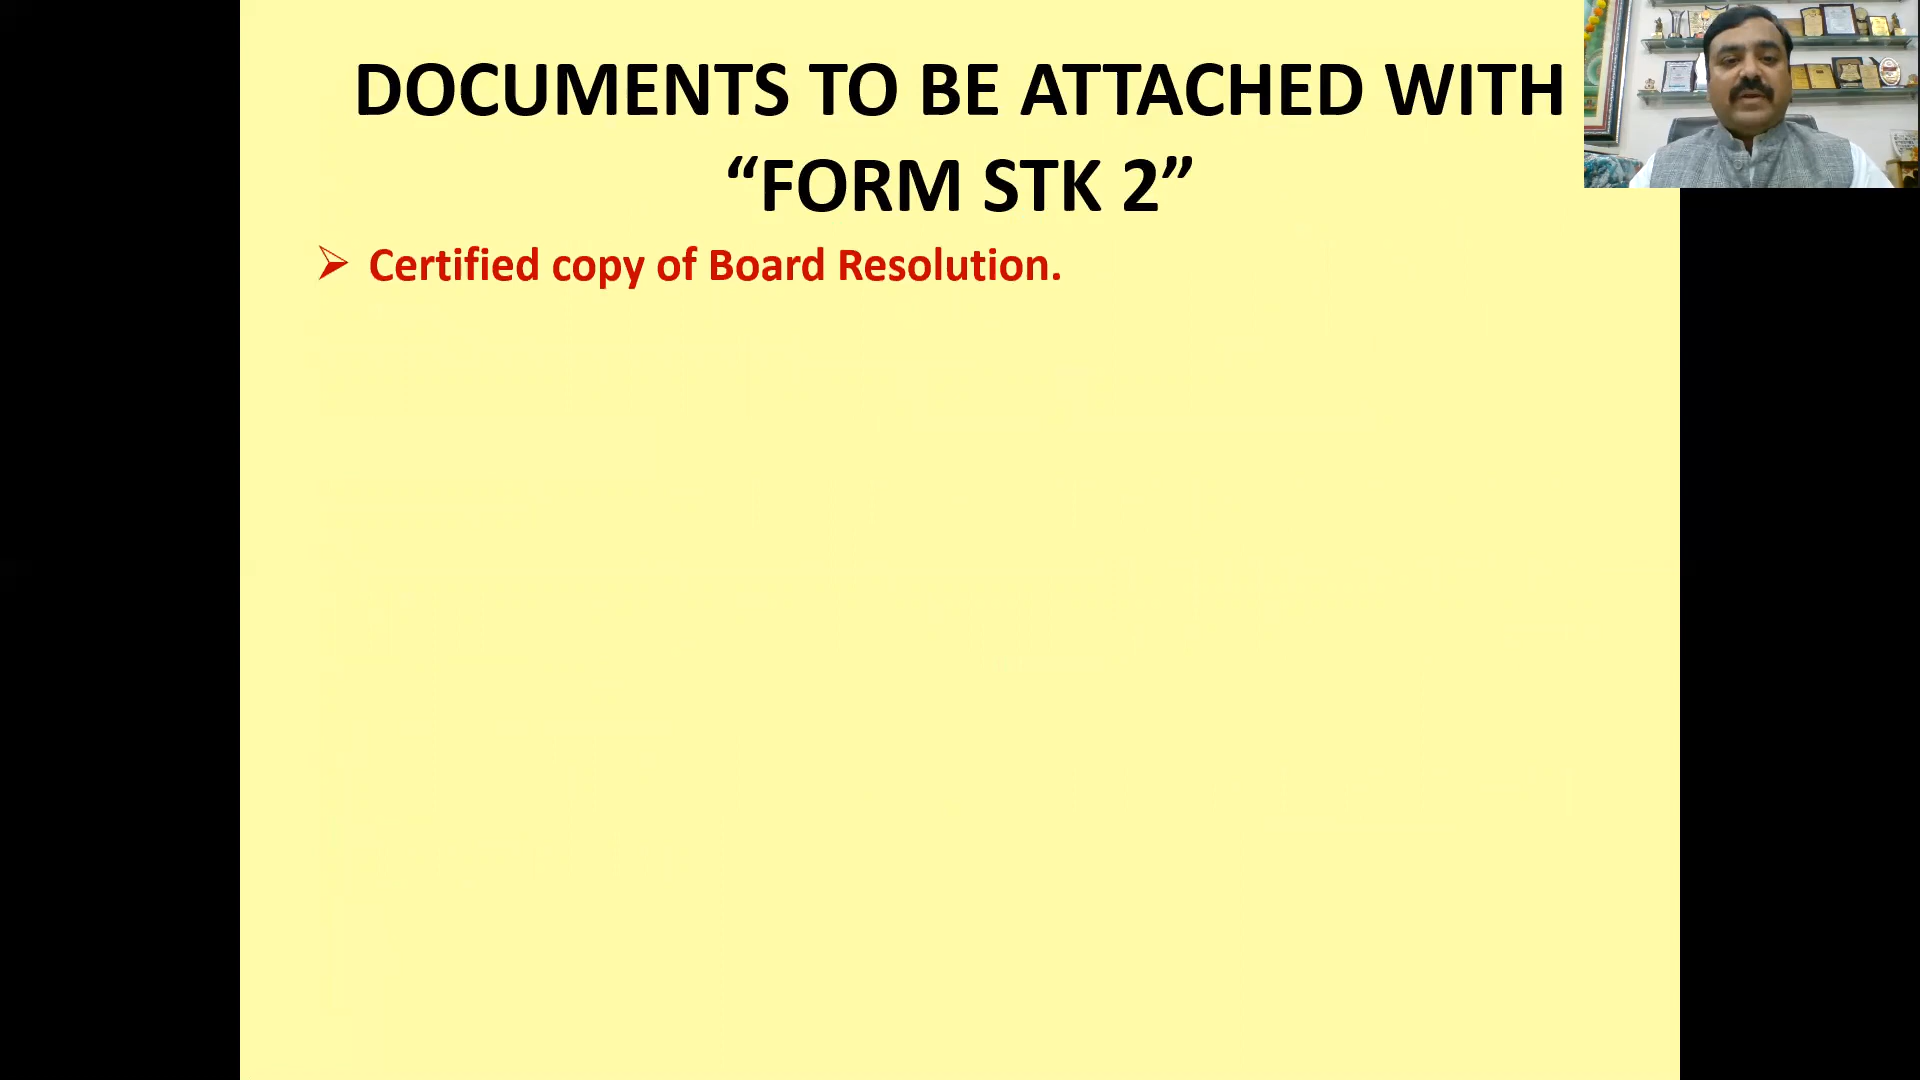 DOCUMENTS TO BE ATTACHED WITH
“FORM STK 2”
➢ Certified copy of Board Resolution.